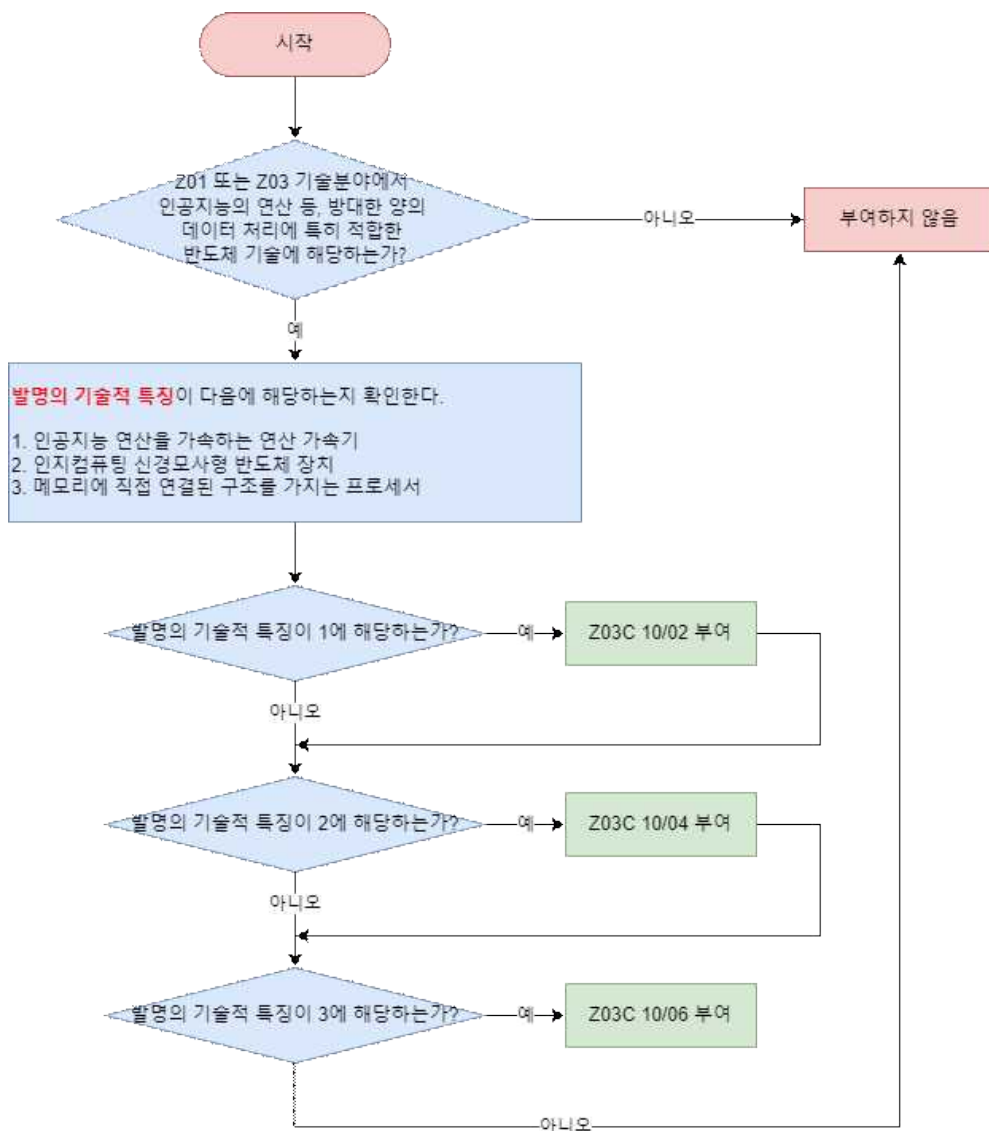 시작
Z01 또는 Z03 기술분야에서
인공지능의 연산 등, 방대한 양의
데이터 처리에 특히 적합한
반도체 기술에 해당하는가?
아니오
부여하지 않음
예
발명의 기술적 특징이 다음에 해당하는지 확인한다.
1. 인공지능 연산을 가속하는 연산 가속기
2. 인지컴퓨팅 신경모사형 반도체 장치
3. 메모리에 직접 연결된 구조를 가지는 프로세서
발명의 기술적 특징이 1에 해당하는가?
예
Z03C 10/02 부여
아니오
발명의 기술적 특징이 2에 해당하는가?
예
Z03C 10/04 부여
아니오
발명의 기술적 특징이 3에 해당하는가?
예
Z03C 10/06 부여
아니오